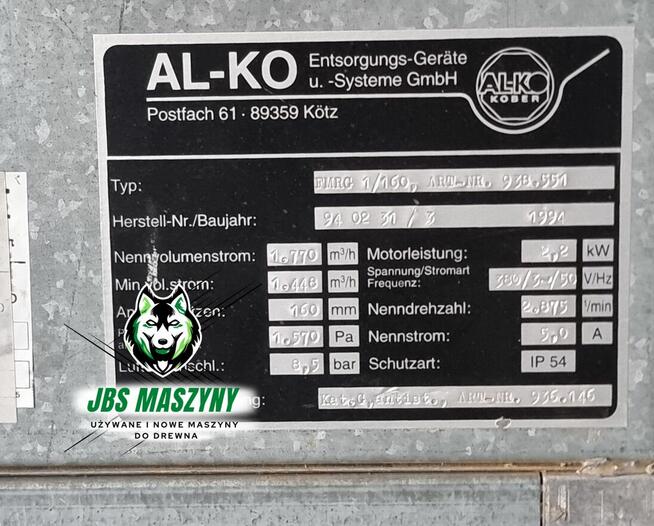 AL-KO Entsorgungs-Geräte
u. -Systeme GmbH
AL-KO
KOBER
Postfach 61 · 89359 Kötz
Typ: FMRG 1/160, ART-NR. 938.551
Herstell-Nr./Baujahr: 94 02 31 / 3 1994
Nennvolumenstrom: 1.770 m³/h Motorleistung: 2,2 kW
Min.vol.strom: 1.448 m³/h Spannung/Stromart Frequenz: 380/3~/50 V/Hz
160 mm Nenndrehzahl: 2.875 1/min
1.570 Pa Nennstrom: 5,0 A
8,5 bar Schutzart: IP 54
Kat.G,antist., ART-NR. 936.146
JBS MASZYNY
UŻYWANE I NOWE MASZYNY
DO DREWNA